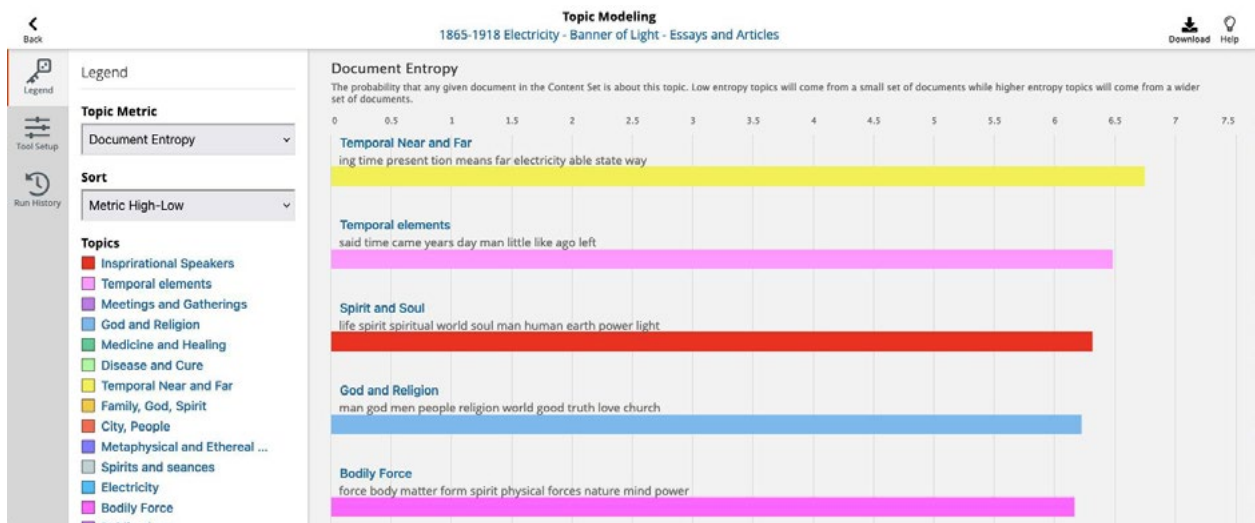 Topic Modeling
Back
1865-1918 Electricity - Banner of Light - Essays and Articles
Download Help
Legend
Tool Setup
Run History
Legend
Topic Metric
Document Entropy
Sort
Metric High-Low
Topics
Insprirational Speakers
Temporal elements
Meetings and Gatherings
God and Religion
Medicine and Healing
Disease and Cure
Temporal Near and Far
Family, God, Spirit
City, People
Metaphysical and Ethereal ...
Spirits and seances
Electricity
Bodily Force
Document Entropy
The probability that any given document in the Content Set is about this topic. Low entropy topics will come from a small set of documents while higher entropy topics will come from a wider
set of documents.
0 0.5 1 1.5 2 2.5 3 3.5 4 4.5 5 5.5 6 6.5 7 7.5
Temporal Near and Far
ing time present tion means far electricity able state way
Temporal elements
said time came years day man little like ago left
Spirit and Soul
life spirit spiritual world soul man human earth power light
God and Religion
man god men people religion world good truth love church
Bodily Force
force body matter form spirit physical forces nature mind power